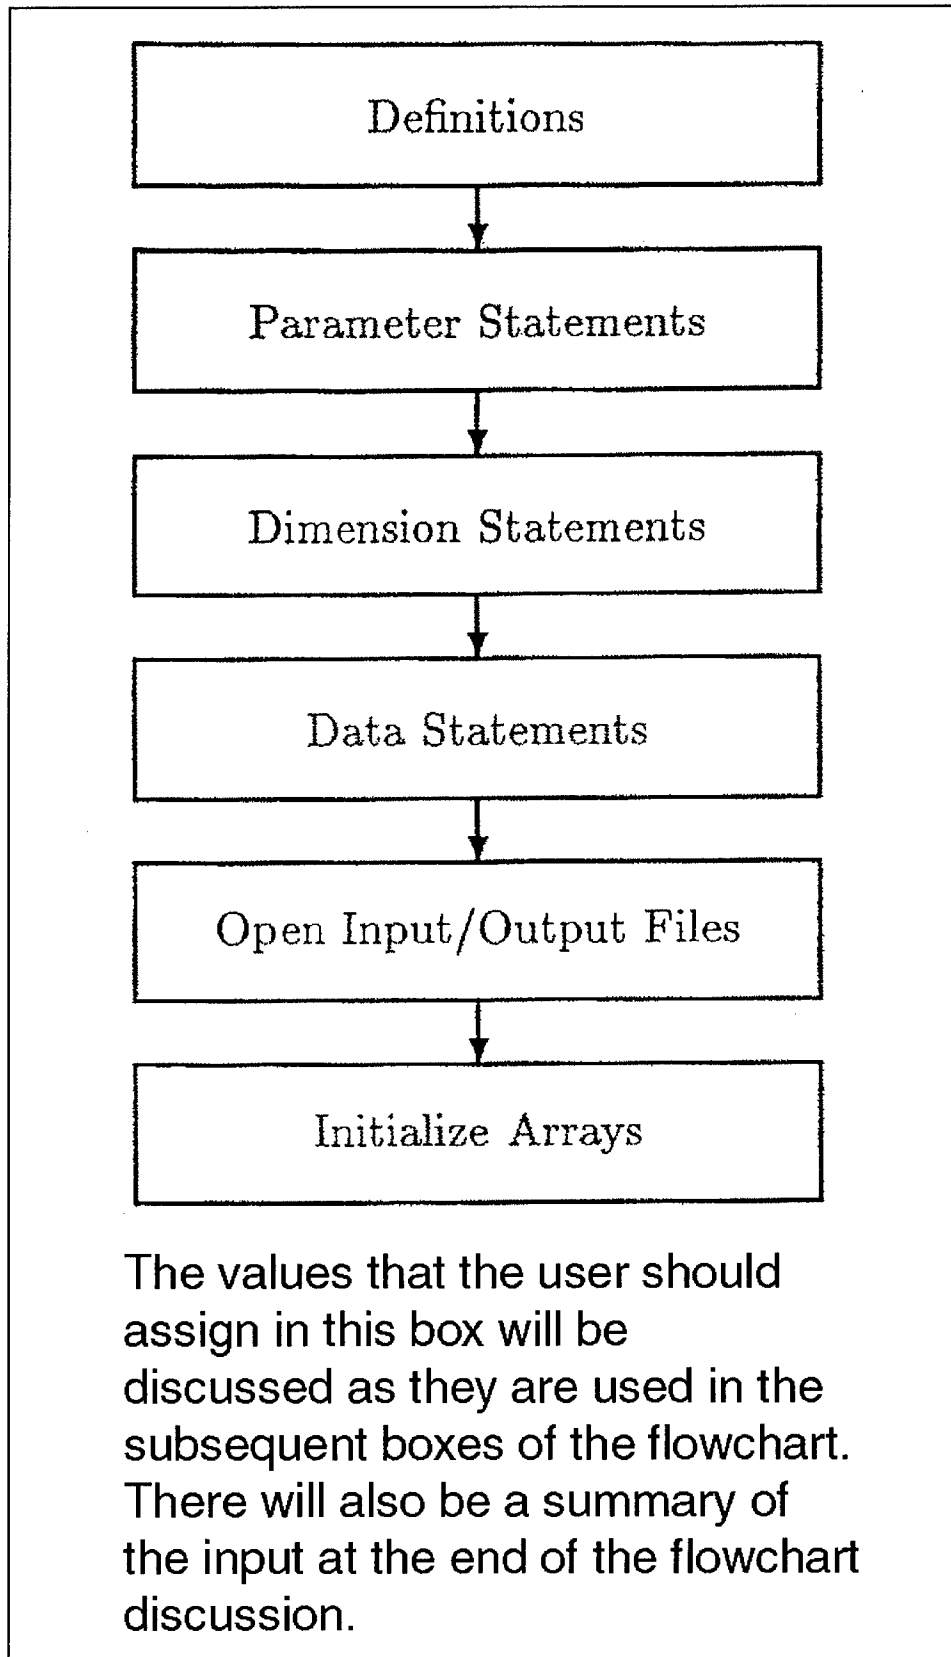 Definitions
Parameter Statements
Dimension Statements
Data Statements
Open Input/Output Files
Initialize Arrays
The values that the user should
assign in this box will be
discussed as they are used in the
subsequent boxes of the flowchart.
There will also be a summary of
the input at the end of the flowchart
discussion.